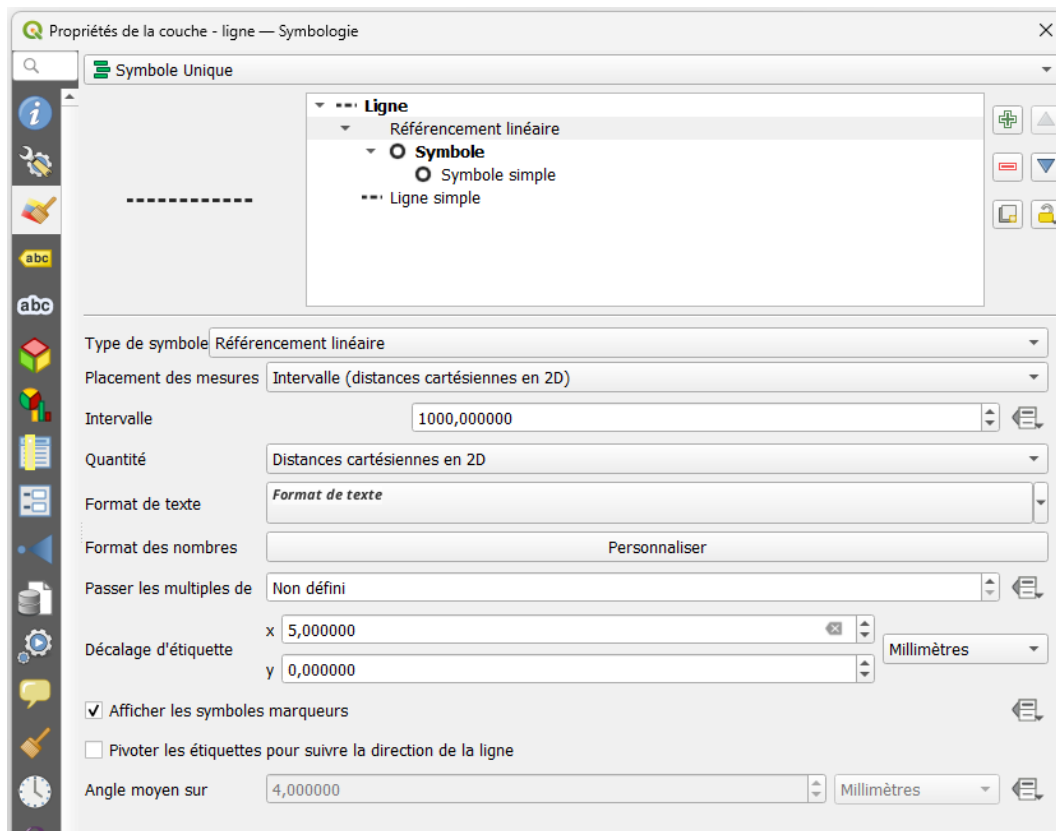 Propriétés de la couche - ligne — Symbologie
Symbole Unique
Ligne
Référencement linéaire
Symbole
Symbole simple
Ligne simple
abc
abc
Type de symbole Référencement linéaire
Placement des mesures Intervalle (distances cartésiennes en 2D)
Intervalle 1000,000000
Quantité Distances cartésiennes en 2D
Format de texte Format de texte
Format des nombres Personnaliser
Passer les multiples de Non défini
Décalage d'étiquette x 5,000000 Millimètres
y 0,000000
Afficher les symboles marqueurs
Pivoter les étiquettes pour suivre la direction de la ligne
Angle moyen sur 4,000000 Millimètres